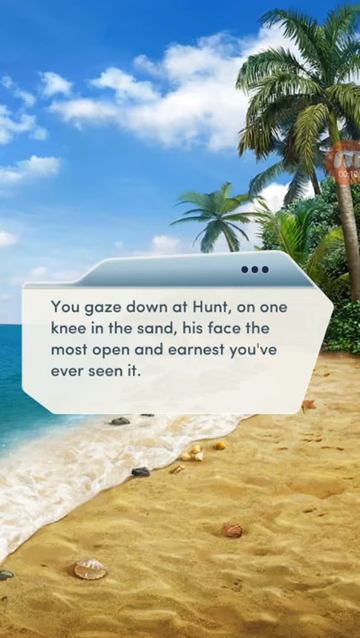 You gaze down at Hunt, on one
knee in the sand, his face the
most open and earnest you've
ever seen it.